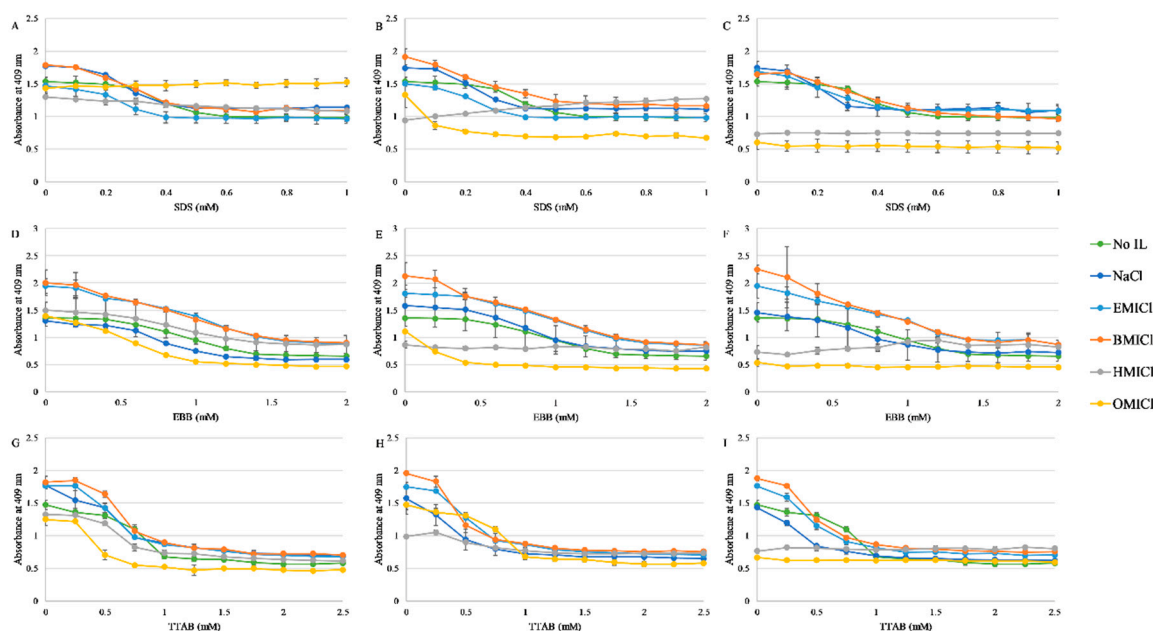 A
Absorbance at 409 nm
2.5
2
1.5
1
0.5
0
0 0.2 0.4 0.6 0.8 1
SDS (mM)
B
Absorbance at 409 nm
2.5
2
1.5
1
0.5
0
0 0.2 0.4 0.6 0.8 1
SDS (mM)
C
Absorbance at 409 nm
2.5
2
1.5
1
0.5
0
0 0.2 0.4 0.6 0.8 1
SDS (mM)
D
Absorbance at 409 nm
3
2.5
2
1.5
1
0.5
0
0 0.5 1 1.5 2
EBB (mM)
E
Absorbance at 409 nm
3
2.5
2
1.5
1
0.5
0
0 0.5 1 1.5 2
EBB (mM)
F
Absorbance at 409 nm
3
2.5
2
1.5
1
0.5
0
0 0.5 1 1.5 2
EBB (mM)
No IL
NaCl
EMICl
BMICl
HMICl
OMICl
G
Absorbance at 409 nm
2.5
2
1.5
1
0.5
0
0 0.5 1 1.5 2 2.5
TTAB (mM)
H
Absorbance at 409 nm
2.5
2
1.5
1
0.5
0
0 0.5 1 1.5 2 2.5
TTAB (mM)
I
Absorbance at 409 nm
2.5
2
1.5
1
0.5
0
0 0.5 1 1.5 2 2.5
TTAB (mM)